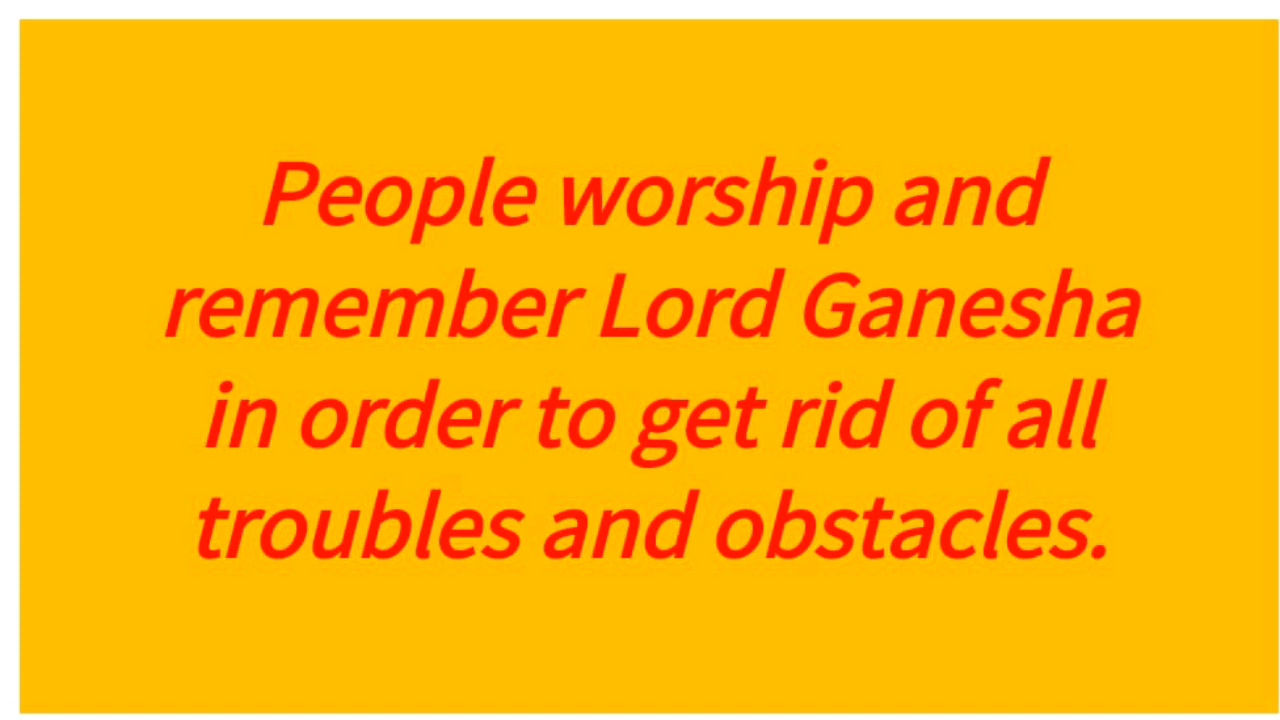 People worship and
remember Lord Ganesha
in order to get rid of all
troubles and obstacles.